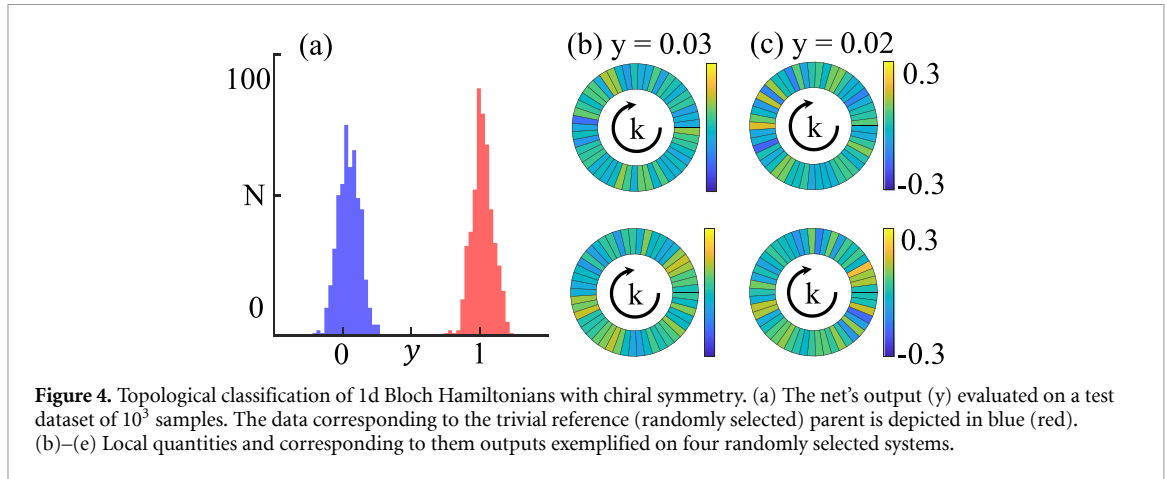 (a)
(b) y = 0.03
(c) y = 0.02
100
N
0
0
y
1
k
k
0.3
-0.3
k
k
0.3
-0.3
Figure 4. Topological classification of 1d Bloch Hamiltonians with chiral symmetry. (a) The net's output (y) evaluated on a test
dataset of 10³ samples. The data corresponding to the trivial reference (randomly selected) parent is depicted in blue (red).
(b)–(e) Local quantities and corresponding to them outputs exemplified on four randomly selected systems.